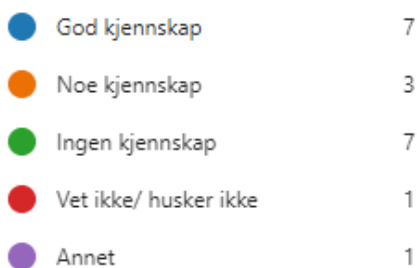 God kjennskap 7
Noe kjennskap 3
Ingen kjennskap 7
Vet ikke/ husker ikke 1
Annet 1